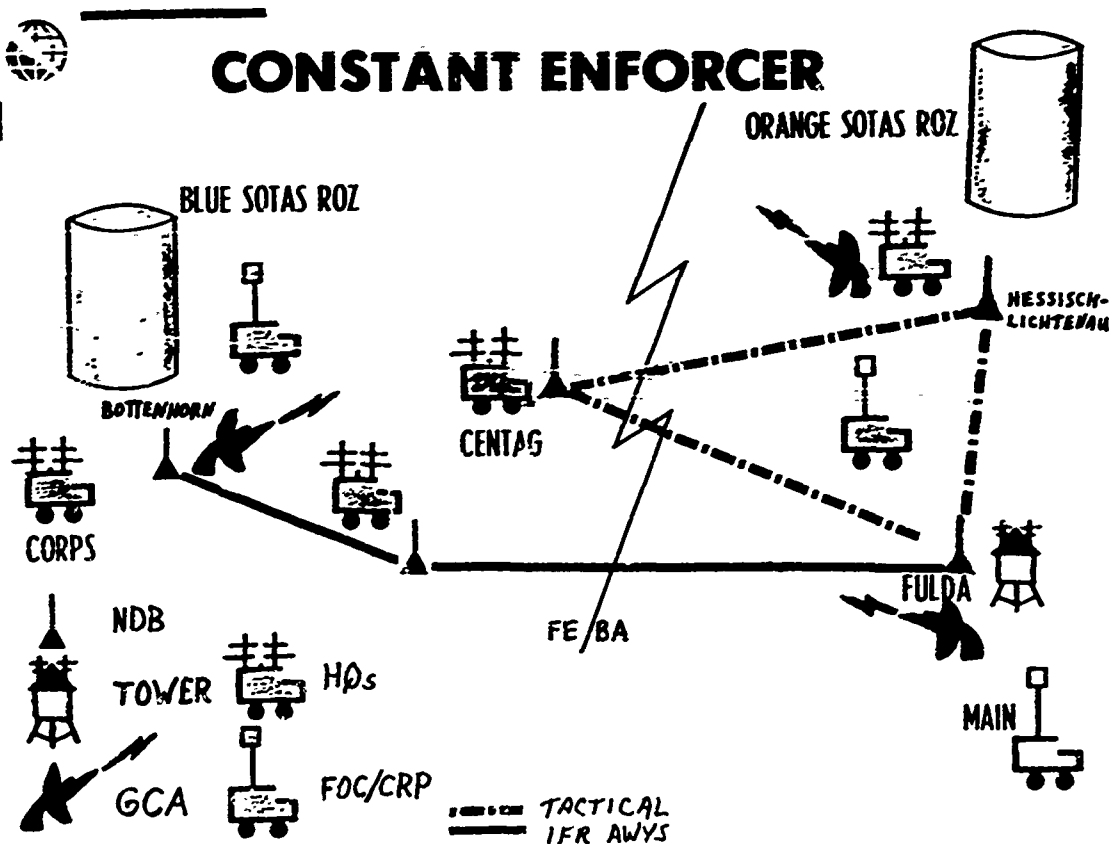 CONSTANT ENFORCER
ORANGE SOTAS ROZ
BLUE SOTAS ROZ
HESSISCH-
LICHTENAU
BOTTENHORN
CENTAG
CORPS
FULDA
FE/BA
NDB
TOWER
HØs
MAIN
GCA
FOC/CRP
TACTICAL
IFR AWYS